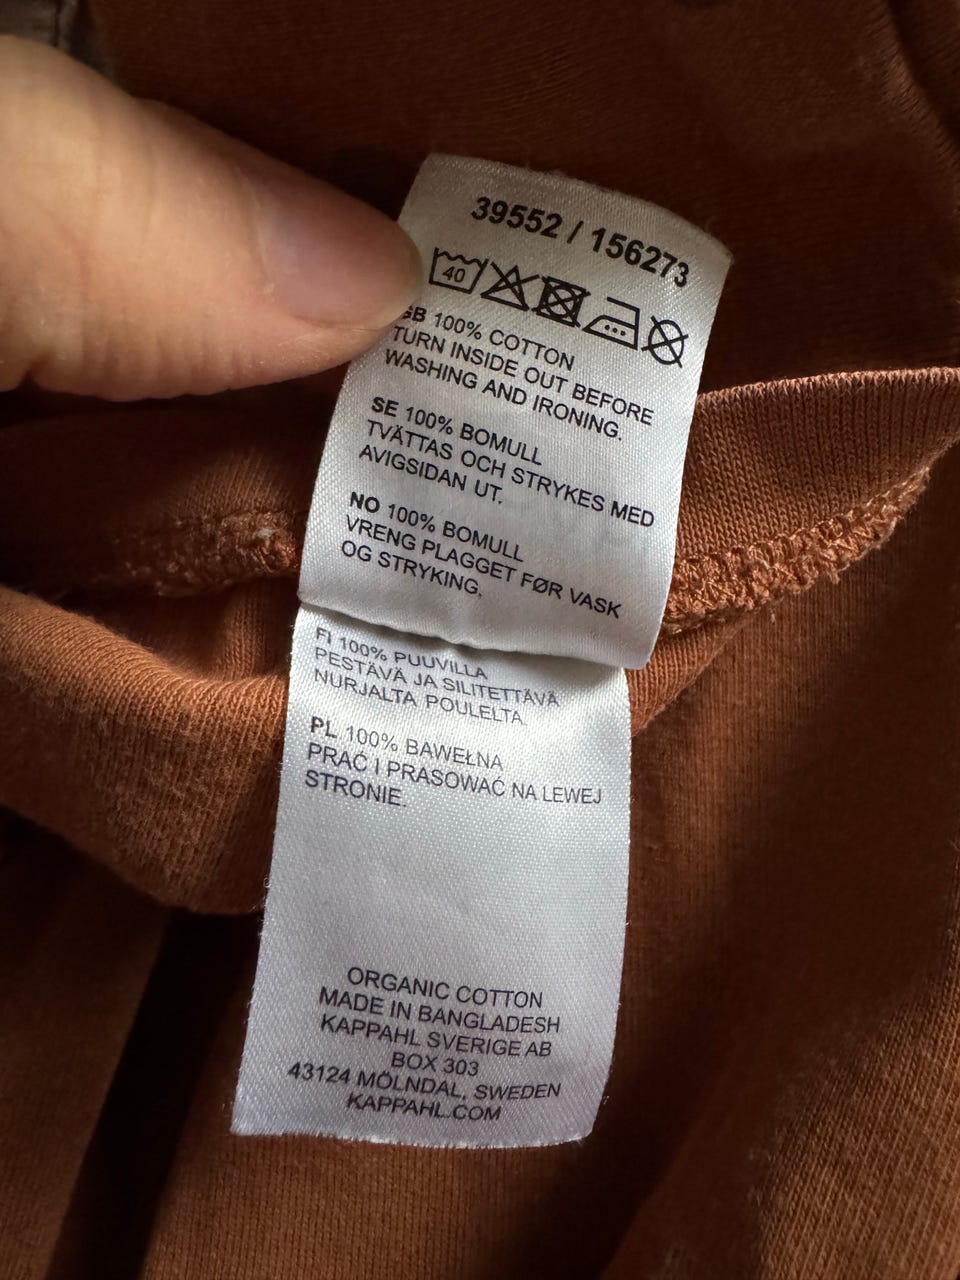 39552 / 156273
40
GB 100% COTTON
TURN INSIDE OUT BEFORE
WASHING AND IRONING.
SE 100% BOMULL
TVÄTTAS OCH STRYKES MED
AVIGSIDAN UT.
NO 100% BOMULL
VRENG PLAGGET FØR VASK
OG STRYKING.
FI 100% PUUVILLA
PESTÄVÄ JA SILITETTÄVÄ
NURJALTA POULELTA.
PL 100% BAWEŁNA
PRAĆ I PRASOWAĆ NA LEWEJ
STRONIE.
ORGANIC COTTON
MADE IN BANGLADESH
KAPPAHL SVERIGE AB
BOX 303
43124 MÖLNDAL, SWEDEN
KAPPAHL.COM